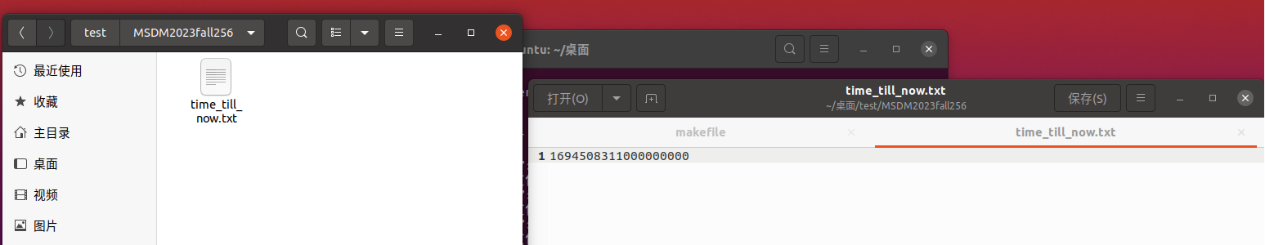 test
MSDM2023fall256
最近使用
收藏
主目录
桌面
视频
图片
time_till_
now.txt
untu: ~/桌面
打开(O)
time_till_now.txt
~/桌面/test/MSDM2023fall256
保存(S)
makefile
time_till_now.txt
1 1694508311000000000